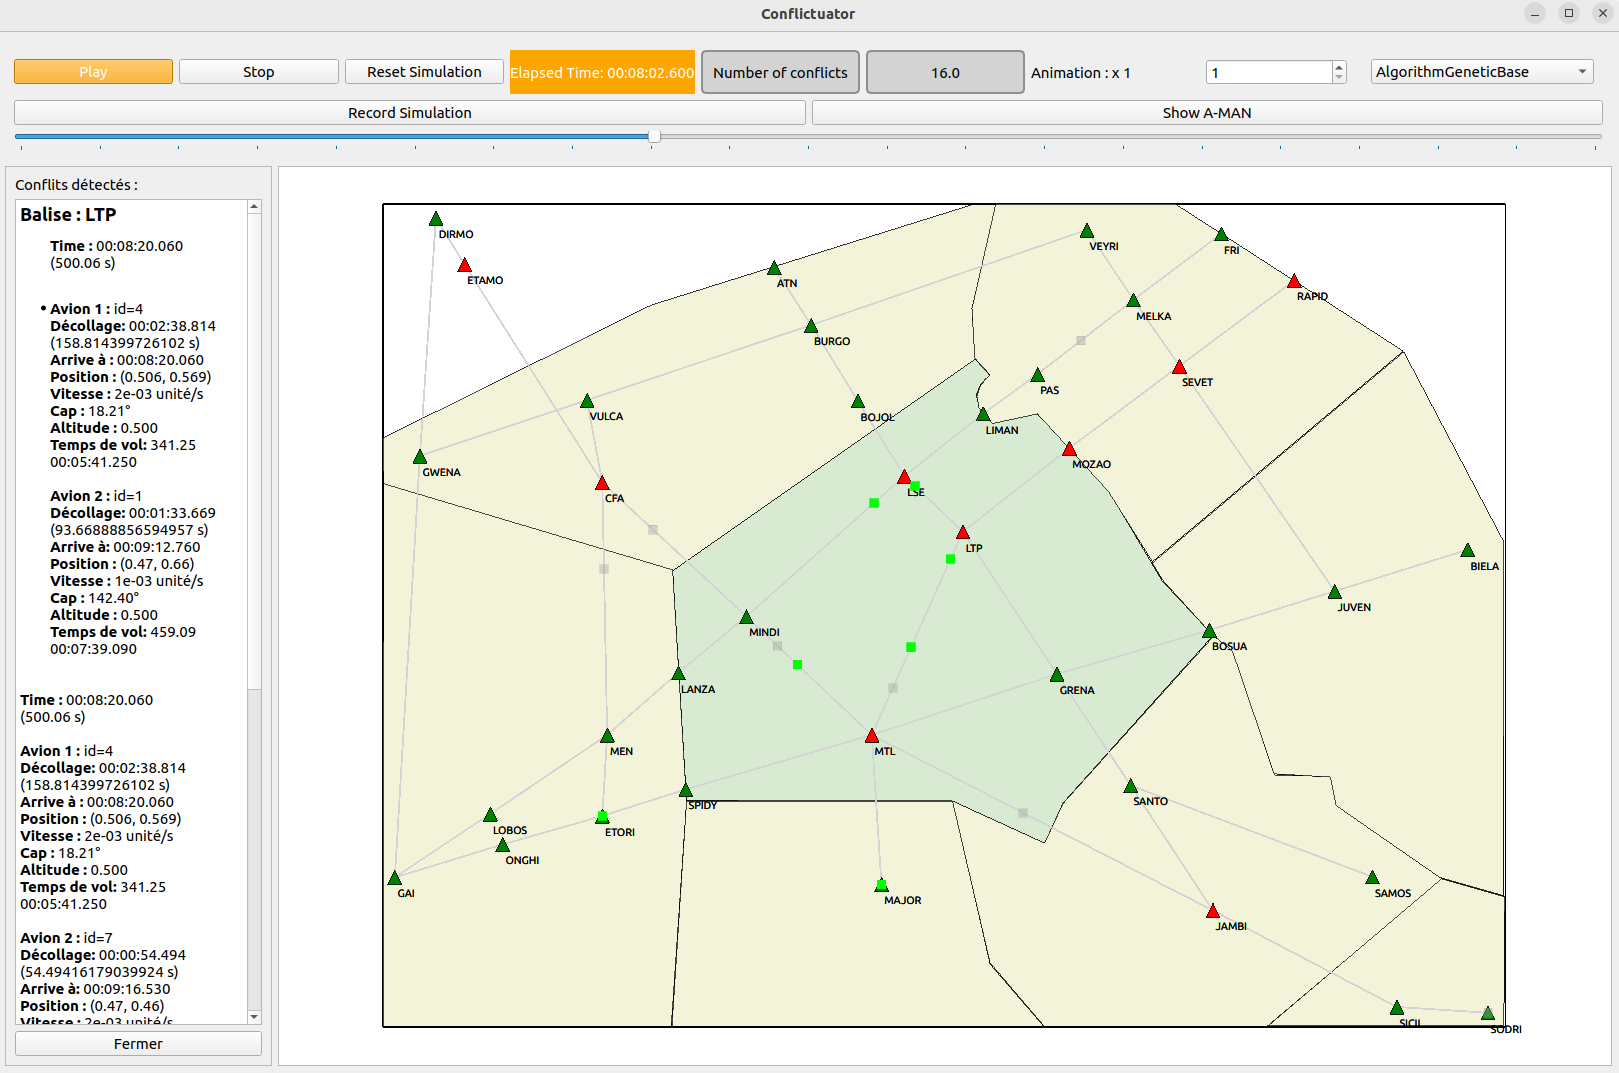 Conflictuator
Play
Stop
Reset Simulation
Elapsed Time: 00:08:02.600
Number of conflicts
16.0
Animation : x 1
1
AlgorithmGeneticBase
Record Simulation
Show A-MAN
Conflits détectés :
Balise : LTP
Time : 00:08:20.060
(500.06 s)
• Avion 1 : id=4
Décollage: 00:02:38.814
(158.814399726102 s)
Arrive à : 00:08:20.060
Position : (0.506, 0.569)
Vitesse : 2e-03 unité/s
Cap : 18.21°
Altitude : 0.500
Temps de vol: 341.25
00:05:41.250
Avion 2 : id=1
Décollage: 00:01:33.669
(93.66888856594957 s)
Arrive à: 00:09:12.760
Position : (0.47, 0.66)
Vitesse : 1e-03 unité/s
Cap : 142.40°
Altitude : 0.500
Temps de vol: 459.09
00:07:39.090
Time : 00:08:20.060
(500.06 s)
Avion 1 : id=4
Décollage: 00:02:38.814
(158.814399726102 s)
Arrive à : 00:08:20.060
Position : (0.506, 0.569)
Vitesse : 2e-03 unité/s
Cap : 18.21°
Altitude : 0.500
Temps de vol: 341.25
00:05:41.250
Avion 2 : id=7
Décollage: 00:00:54.494
(54.49416179039924 s)
Arrive à: 00:09:16.530
Position : (0.47, 0.46)
Vitesse : 2e-03 unité/s
Fermer
DIRMO
ETAMO
ATN
VEYRI
FRI
RAPID
MELKA
BURGO
SEVET
PAS
VULCA
BOJOL
LIMAN
GWENA
MOZAO
CFA
LSE
LTP
BIELA
JUVEN
MINDI
BOSUA
LANZA
GRENA
MEN
MTL
SPIDY
SANTO
LOBOS
ETORI
ONGHI
GAI
MAJOR
SAMOS
JAMBI
SICIL
SODRI